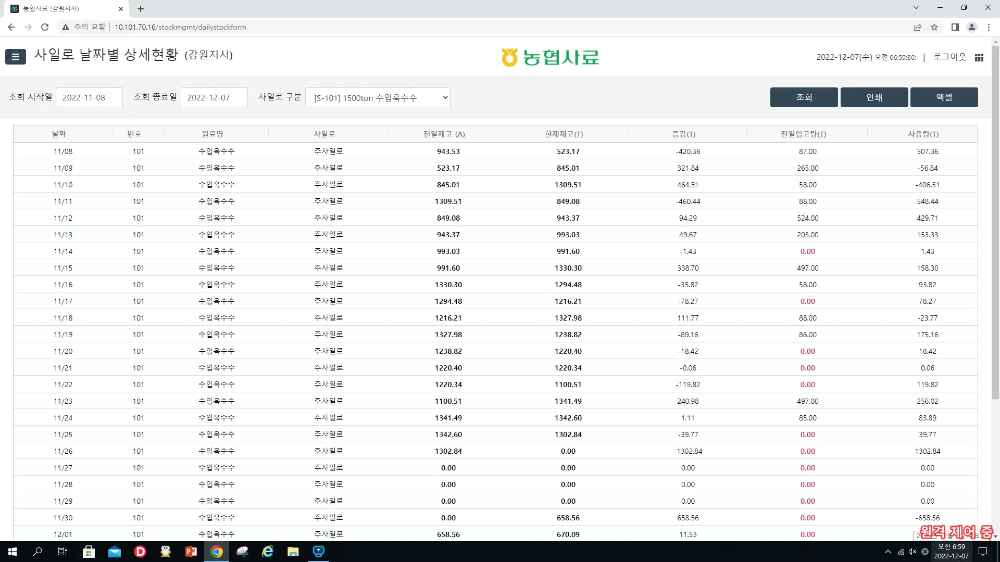 농협사료 (강원지사)
주의 요함 | 10.101.70.16/stockmgmt/dailystockform
사일로 날짜별 상세현황 (강원지사)
농협사료
2022-12-07(수) 오전 06:59:36: | 로그아웃
조회 시작일 2022-11-08 조회 종료일 2022-12-07 사일로 구분 [S-101] 1500ton 수입옥수수 조회 인쇄 엑셀
날짜 번호 원료명 사일로 전일재고 (A) 현재재고(T) 증감(T) 전일입고량(T) 사용량(T)
11/08 101 수입옥수수 주사일로 943.53 523.17 -420.36 87.00 507.36
11/09 101 수입옥수수 주사일로 523.17 845.01 321.84 265.00 -56.84
11/10 101 수입옥수수 주사일로 845.01 1309.51 464.51 58.00 -406.51
11/11 101 수입옥수수 주사일로 1309.51 849.08 -460.44 88.00 548.44
11/12 101 수입옥수수 주사일로 849.08 943.37 94.29 524.00 429.71
11/13 101 수입옥수수 주사일로 943.37 993.03 49.67 203.00 153.33
11/14 101 수입옥수수 주사일로 993.03 991.60 -1.43 0.00 1.43
11/15 101 수입옥수수 주사일로 991.60 1330.30 338.70 497.00 158.30
11/16 101 수입옥수수 주사일로 1330.30 1294.48 -35.82 58.00 93.82
11/17 101 수입옥수수 주사일로 1294.48 1216.21 -78.27 0.00 78.27
11/18 101 수입옥수수 주사일로 1216.21 1327.98 111.77 88.00 -23.77
11/19 101 수입옥수수 주사일로 1327.98 1238.82 -89.16 86.00 175.16
11/20 101 수입옥수수 주사일로 1238.82 1220.40 -18.42 0.00 18.42
11/21 101 수입옥수수 주사일로 1220.40 1220.34 -0.06 0.00 0.06
11/22 101 수입옥수수 주사일로 1220.34 1100.51 -119.82 0.00 119.82
11/23 101 수입옥수수 주사일로 1100.51 1341.49 240.98 497.00 256.02
11/24 101 수입옥수수 주사일로 1341.49 1342.60 1.11 85.00 83.89
11/25 101 수입옥수수 주사일로 1342.60 1302.84 -39.77 0.00 39.77
11/26 101 수입옥수수 주사일로 1302.84 0.00 -1302.84 0.00 1302.84
11/27 101 수입옥수수 주사일로 0.00 0.00 0.00 0.00 0.00
11/28 101 수입옥수수 주사일로 0.00 0.00 0.00 0.00 0.00
11/29 101 수입옥수수 주사일로 0.00 0.00 0.00 0.00 0.00
11/30 101 수입옥수수 주사일로 0.00 658.56 658.56 0.00 -658.56
12/01 101 수입옥수수 주사일로 658.56 670.09 11.53 0.00
원격 제어 중
오전 6:59
2022-12-07